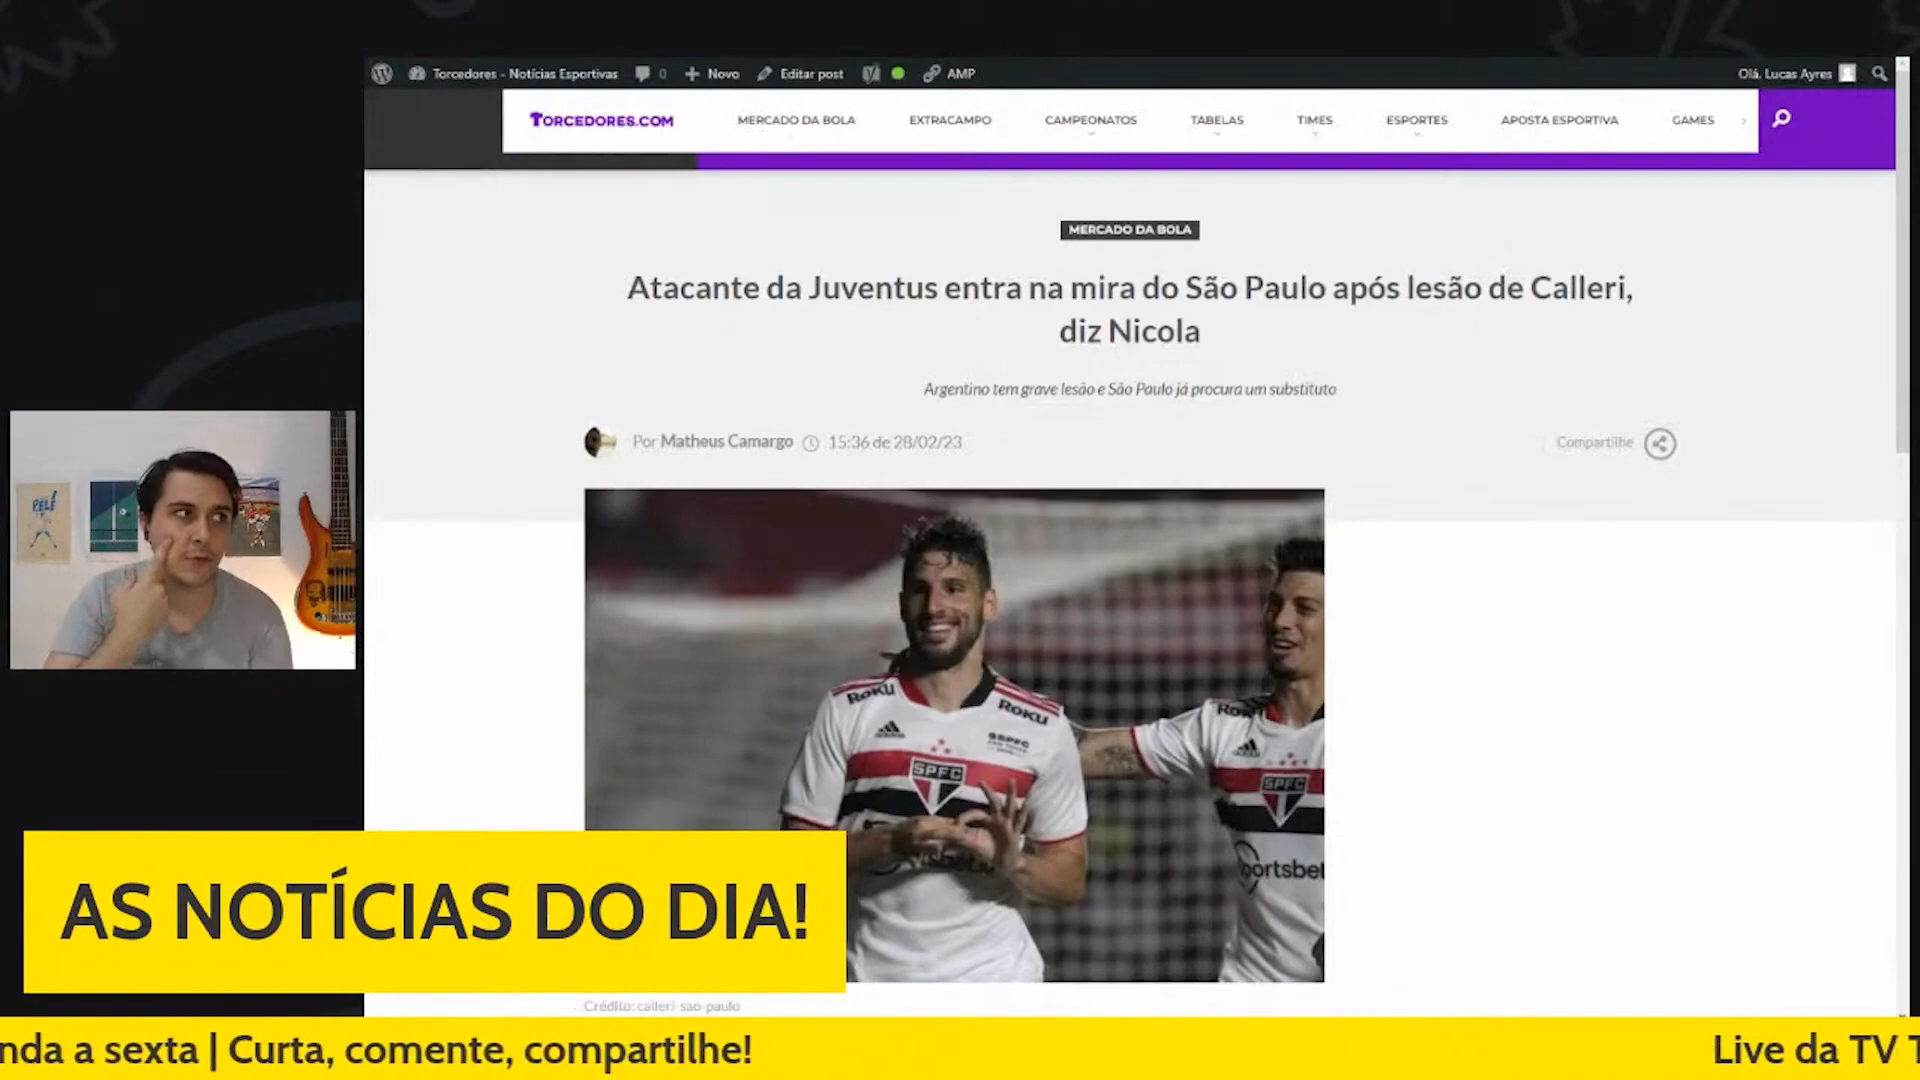 Torcedores - Notícias Esportivas 0 Novo Editar post AMP Olá, Lucas Ayres
TORCEDORES.COM MERCADO DA BOLA EXTRACAMPO CAMPEONATOS TABELAS TIMES ESPORTES APOSTA ESPORTIVA GAMES
MERCADO DA BOLA
Atacante da Juventus entra na mira do São Paulo após lesão de Calleri,
diz Nicola
Argentino tem grave lesão e São Paulo já procura um substituto
Por Matheus Camargo 15:36 de 28/02/23 Compartilhe
PELÉ
ROKU ROKU
SPFC
SPFC
sportsbet
AS NOTÍCIAS DO DIA!
Crédito: calleri-sao-paulo
nda a sexta | Curta, comente, compartilhe! Live da TV T